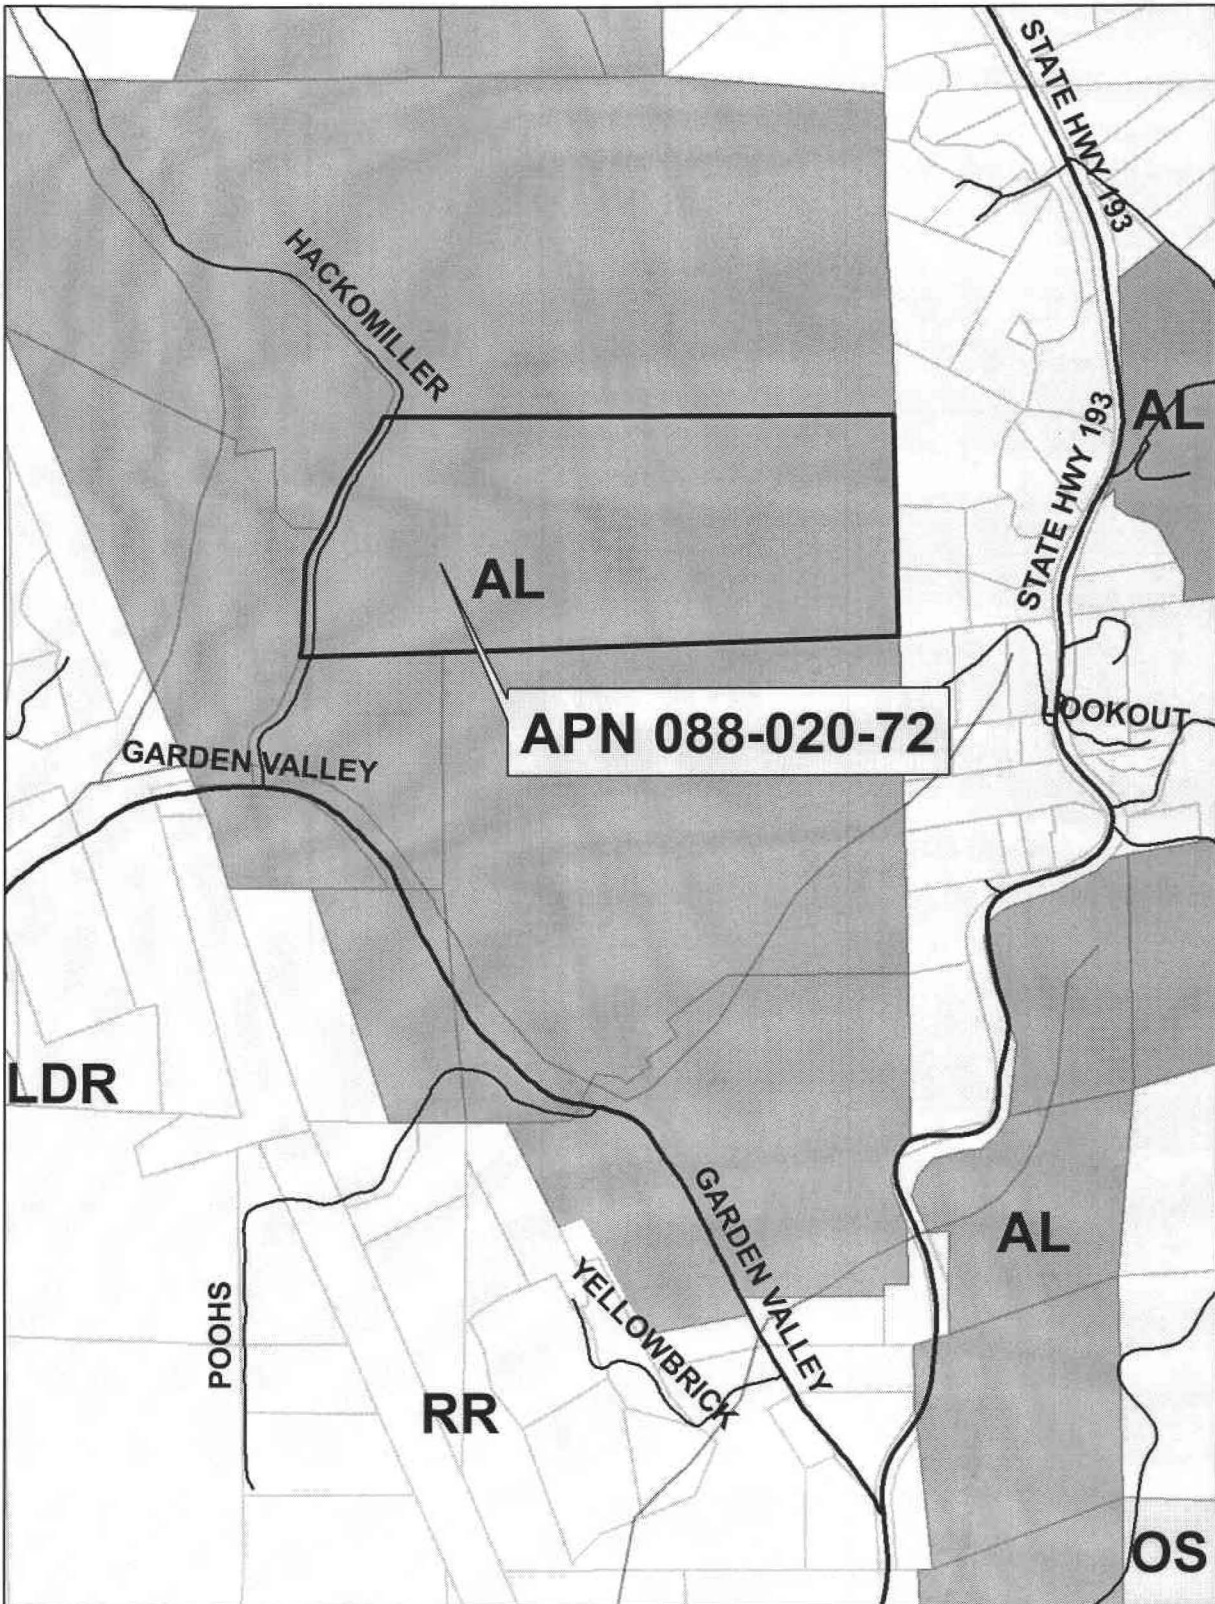 STATE HWY 193
HACKOMILLER
AL
STATE HWY 193
AL
APN 088-020-72
LOOKOUT
GARDEN VALLEY
LDR
GARDEN VALLEY
AL
POOHS
YELLOWBRICK
RR
OS